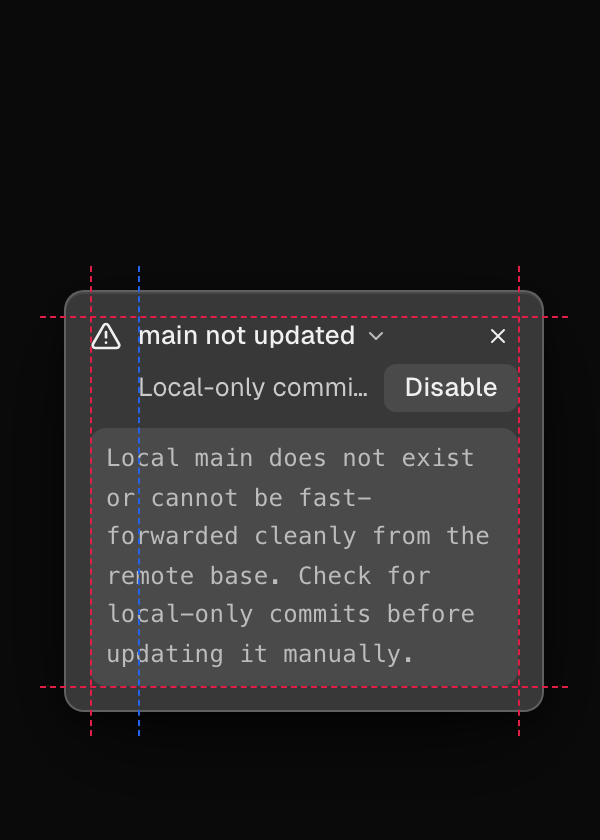 main not updated
Local-only commi…
Disable
Local main does not exist
or cannot be fast-
forwarded cleanly from the
remote base. Check for
local-only commits before
updating it manually.